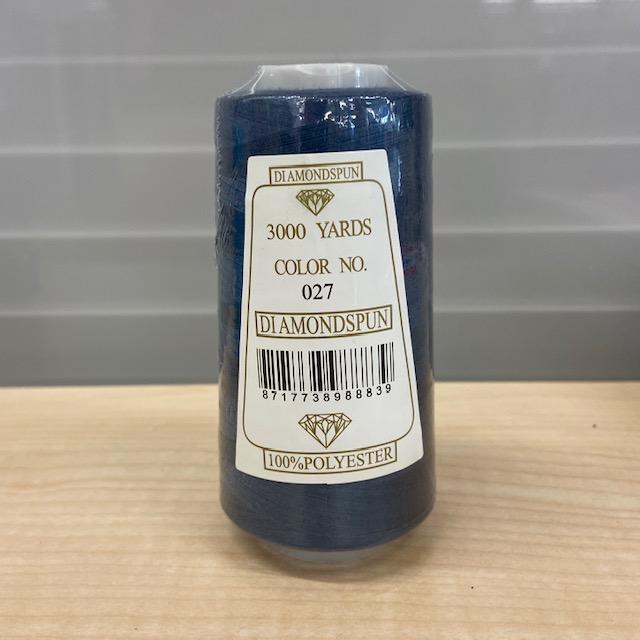 DIAMONDSPUN
3000 YARDS
COLOR NO.
027
DIAMONDSPUN
8717738988839
100%POLYESTER